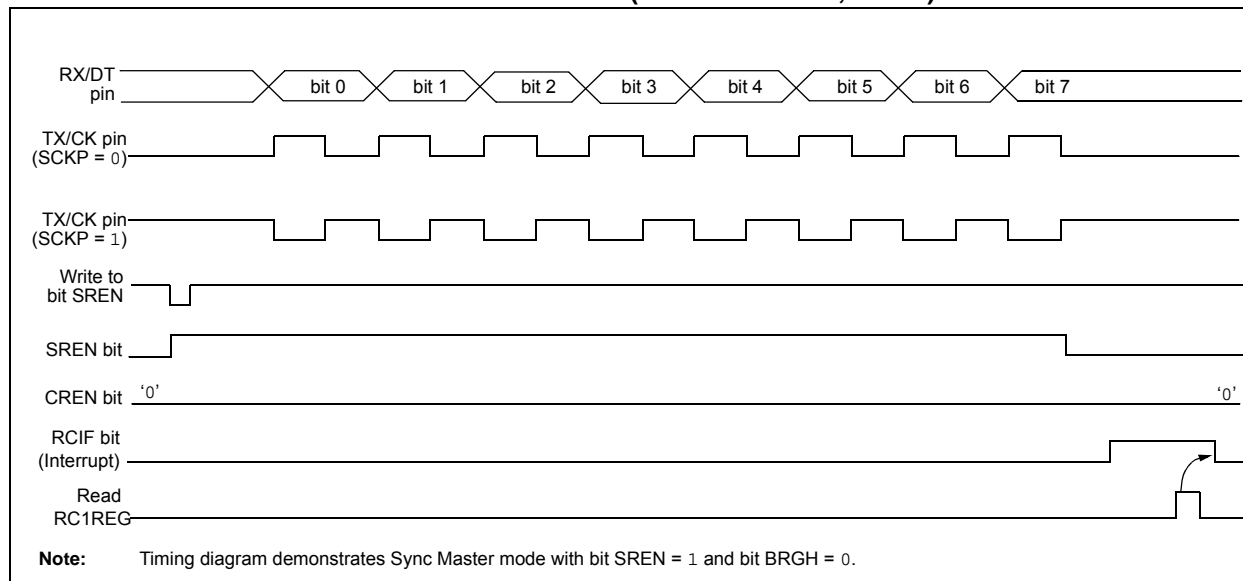 RX/DT
pin
bit 0 bit 1 bit 2 bit 3 bit 4 bit 5 bit 6 bit 7
TX/CK pin
(SCKP = 0)
TX/CK pin
(SCKP = 1)
Write to
bit SREN
SREN bit
CREN bit ‘0’ ‘0’
RCIF bit
(Interrupt)
Read
RC1REG
Note: Timing diagram demonstrates Sync Master mode with bit SREN = 1 and bit BRGH = 0.